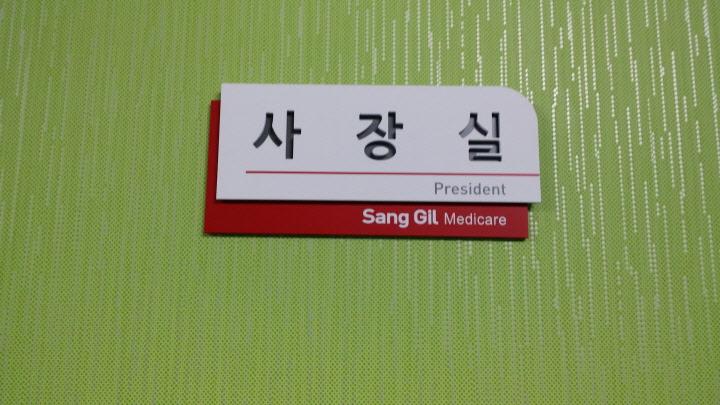 사장실
President
Sang Gil Medicare